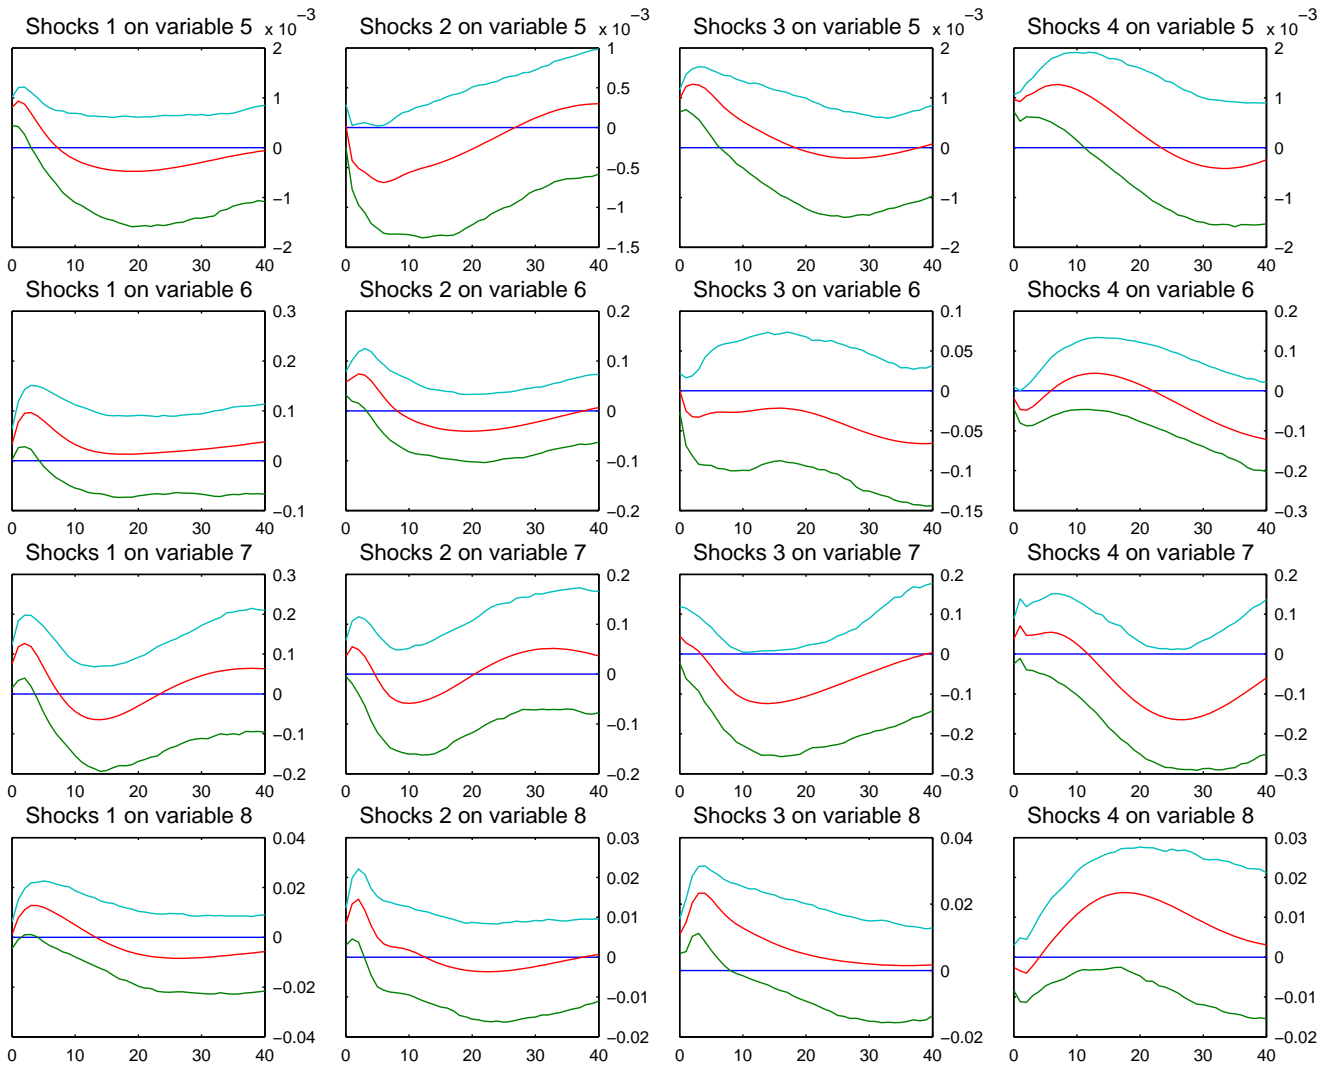 Shocks 1 on variable 5 x 10−3
2
1
0
−1
−2
0 10 20 30 40
Shocks 2 on variable 5 x 10−3
1
0.5
0
−0.5
−1
−1.5
0 10 20 30 40
Shocks 3 on variable 5 x 10−3
2
1
0
−1
−2
0 10 20 30 40
Shocks 4 on variable 5 x 10−3
2
1
0
−1
−2
0 10 20 30 40
Shocks 1 on variable 6
0.3
0.2
0.1
0
−0.1
0 10 20 30 40
Shocks 2 on variable 6
0.2
0.1
0
−0.1
−0.2
0 10 20 30 40
Shocks 3 on variable 6
0.1
0.05
0
−0.05
−0.1
−0.15
0 10 20 30 40
Shocks 4 on variable 6
0.2
0.1
0
−0.1
−0.2
−0.3
0 10 20 30 40
Shocks 1 on variable 7
0.3
0.2
0.1
0
−0.1
−0.2
0 10 20 30 40
Shocks 2 on variable 7
0.2
0.1
0
−0.1
−0.2
0 10 20 30 40
Shocks 3 on variable 7
0.2
0.1
0
−0.1
−0.2
−0.3
0 10 20 30 40
Shocks 4 on variable 7
0.2
0.1
0
−0.1
−0.2
−0.3
0 10 20 30 40
Shocks 1 on variable 8
0.04
0.02
0
−0.02
−0.04
0 10 20 30 40
Shocks 2 on variable 8
0.03
0.02
0.01
0
−0.01
−0.02
0 10 20 30 40
Shocks 3 on variable 8
0.04
0.02
0
−0.02
0 10 20 30 40
Shocks 4 on variable 8
0.03
0.02
0.01
0
−0.01
−0.02
0 10 20 30 40